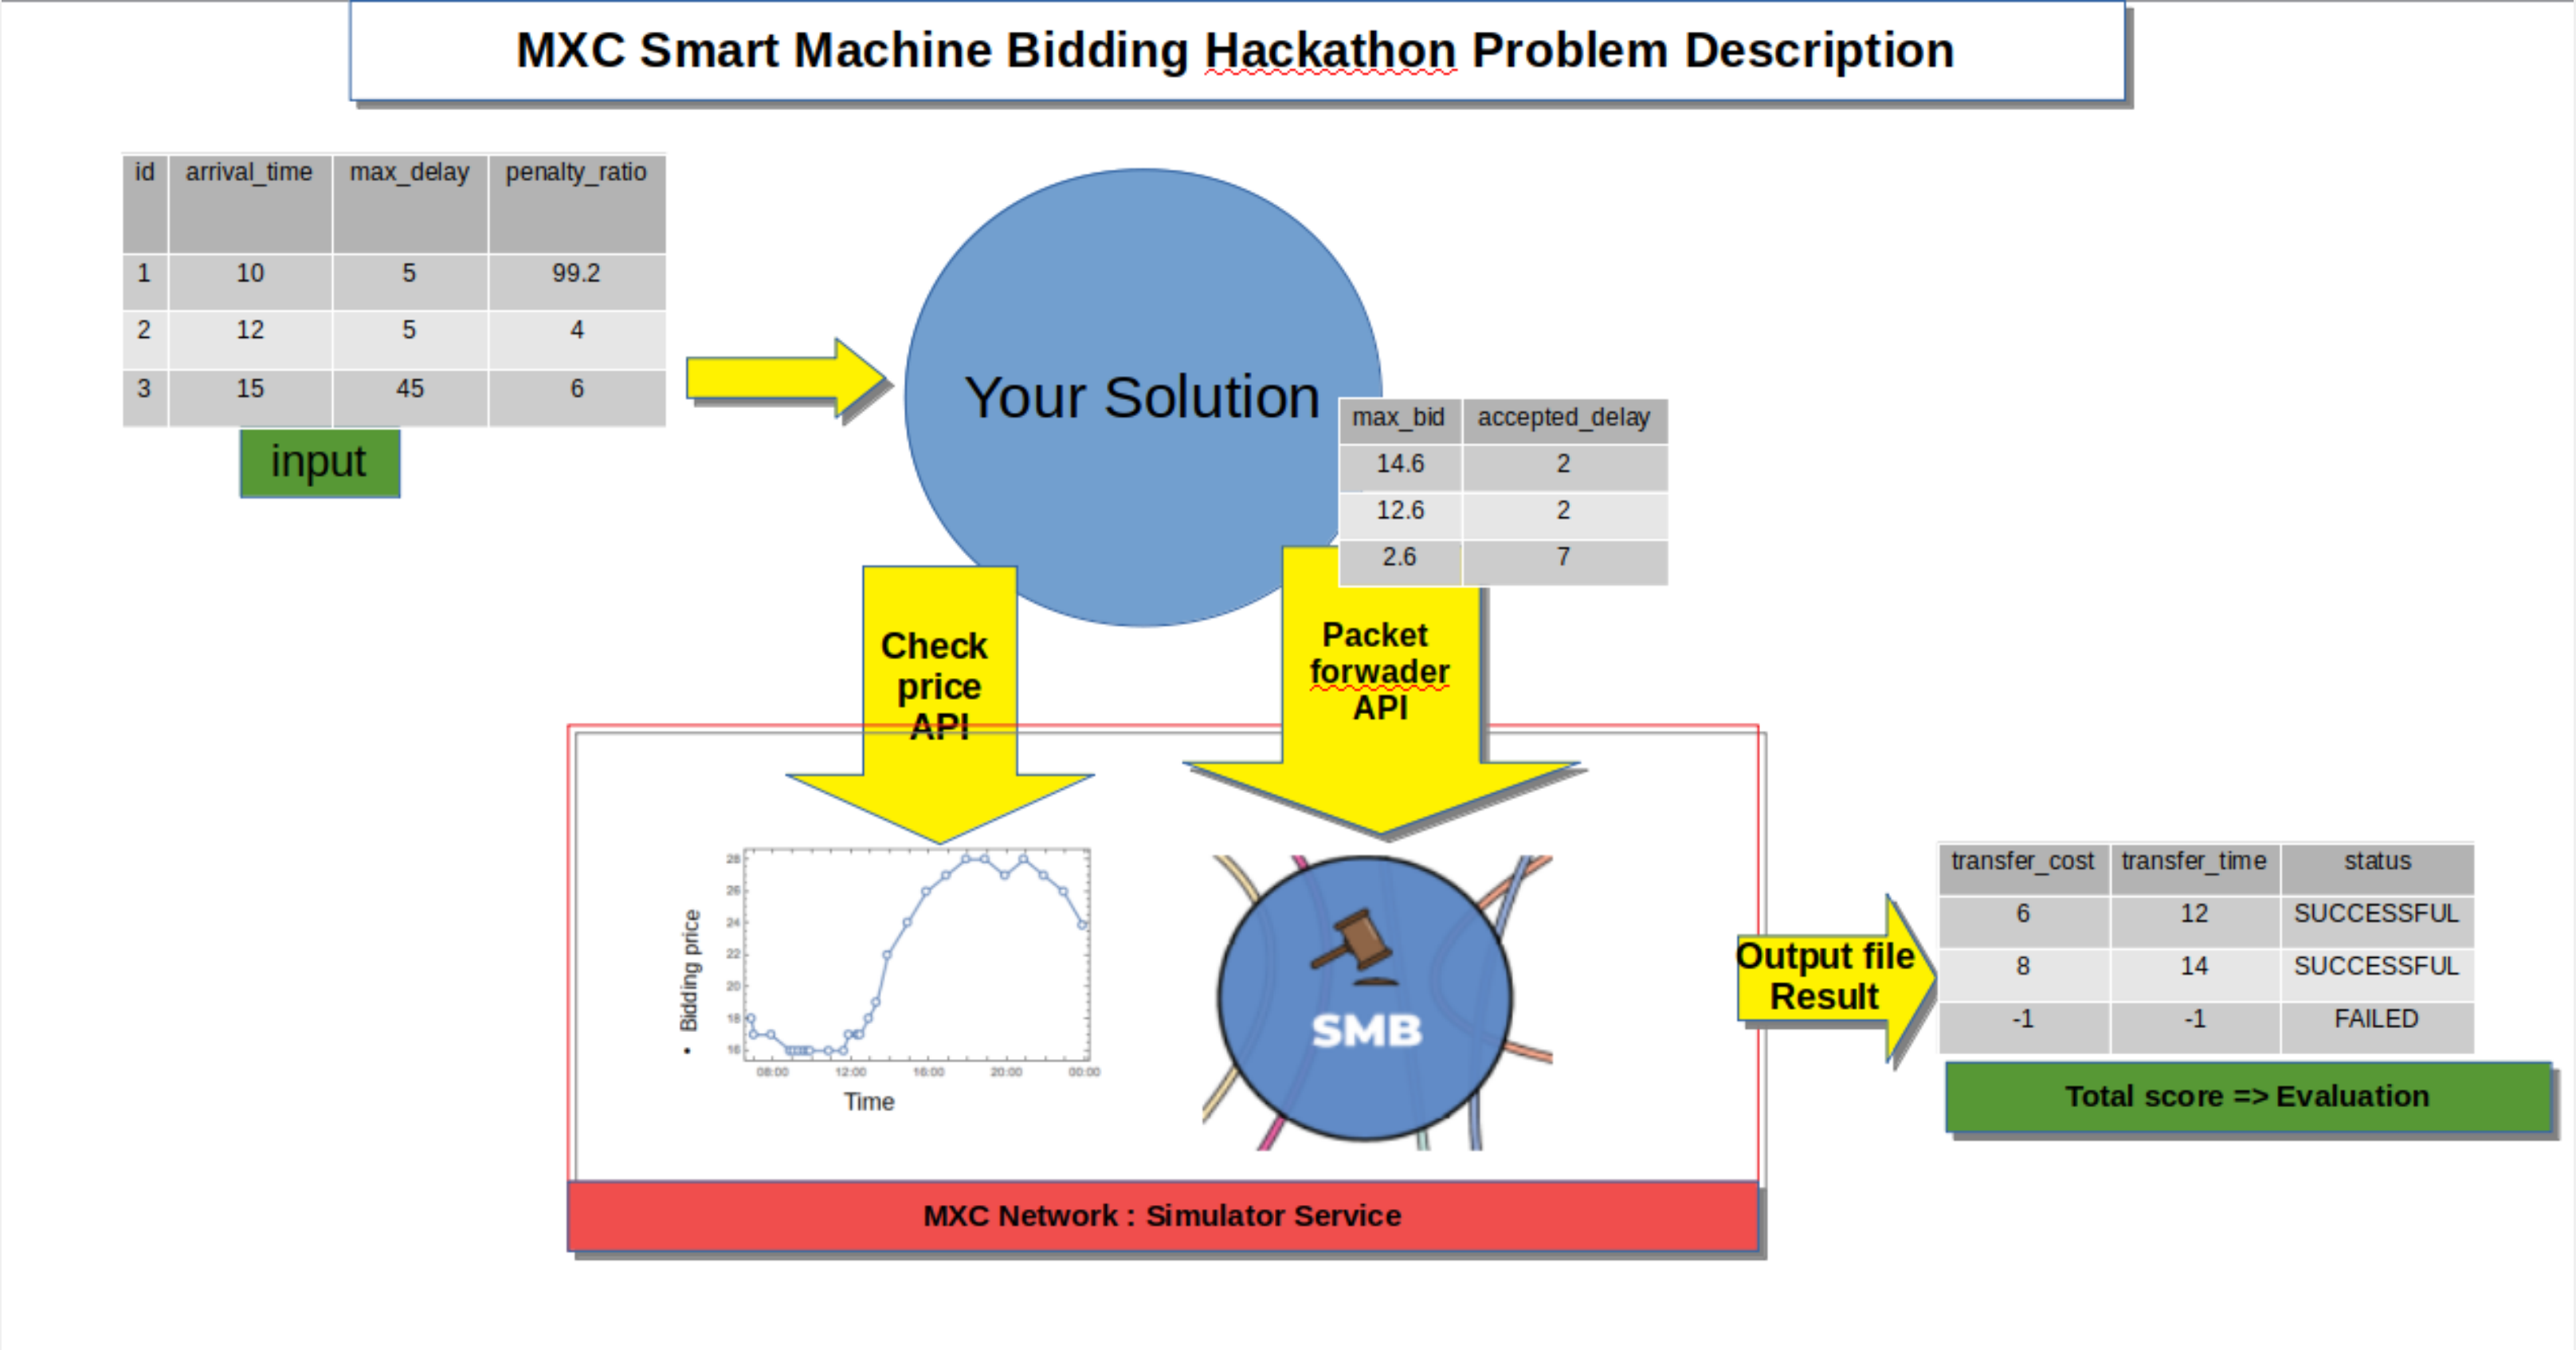 MXC Smart Machine Bidding Hackathon Problem Description
id arrival_time max_delay penalty_ratio
1 10 5 99.2
2 12 5 4
3 15 45 6
input
Your Solution
max_bid accepted_delay
14.6 2
12.6 2
2.6 7
Check
price
API
Packet
forwader
API
• Bidding price
28
26
24
22
20
18
16
08:00 12:00 16:00 20:00 00:00
Time
SMB
MXC Network : Simulator Service
Output file
Result
transfer_cost transfer_time status
6 12 SUCCESSFUL
8 14 SUCCESSFUL
-1 -1 FAILED
Total score => Evaluation